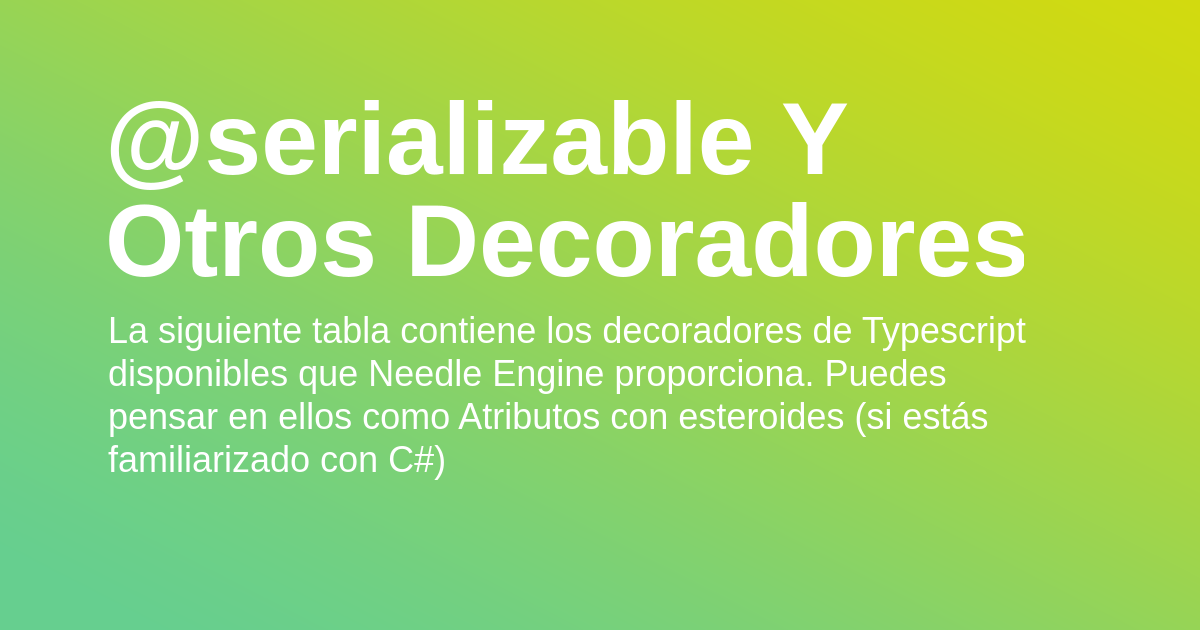 @serializable Y
Otros Decoradores
La siguiente tabla contiene los decoradores de Typescript
disponibles que Needle Engine proporciona. Puedes
pensar en ellos como Atributos con esteroides (si estás
familiarizado con C#)